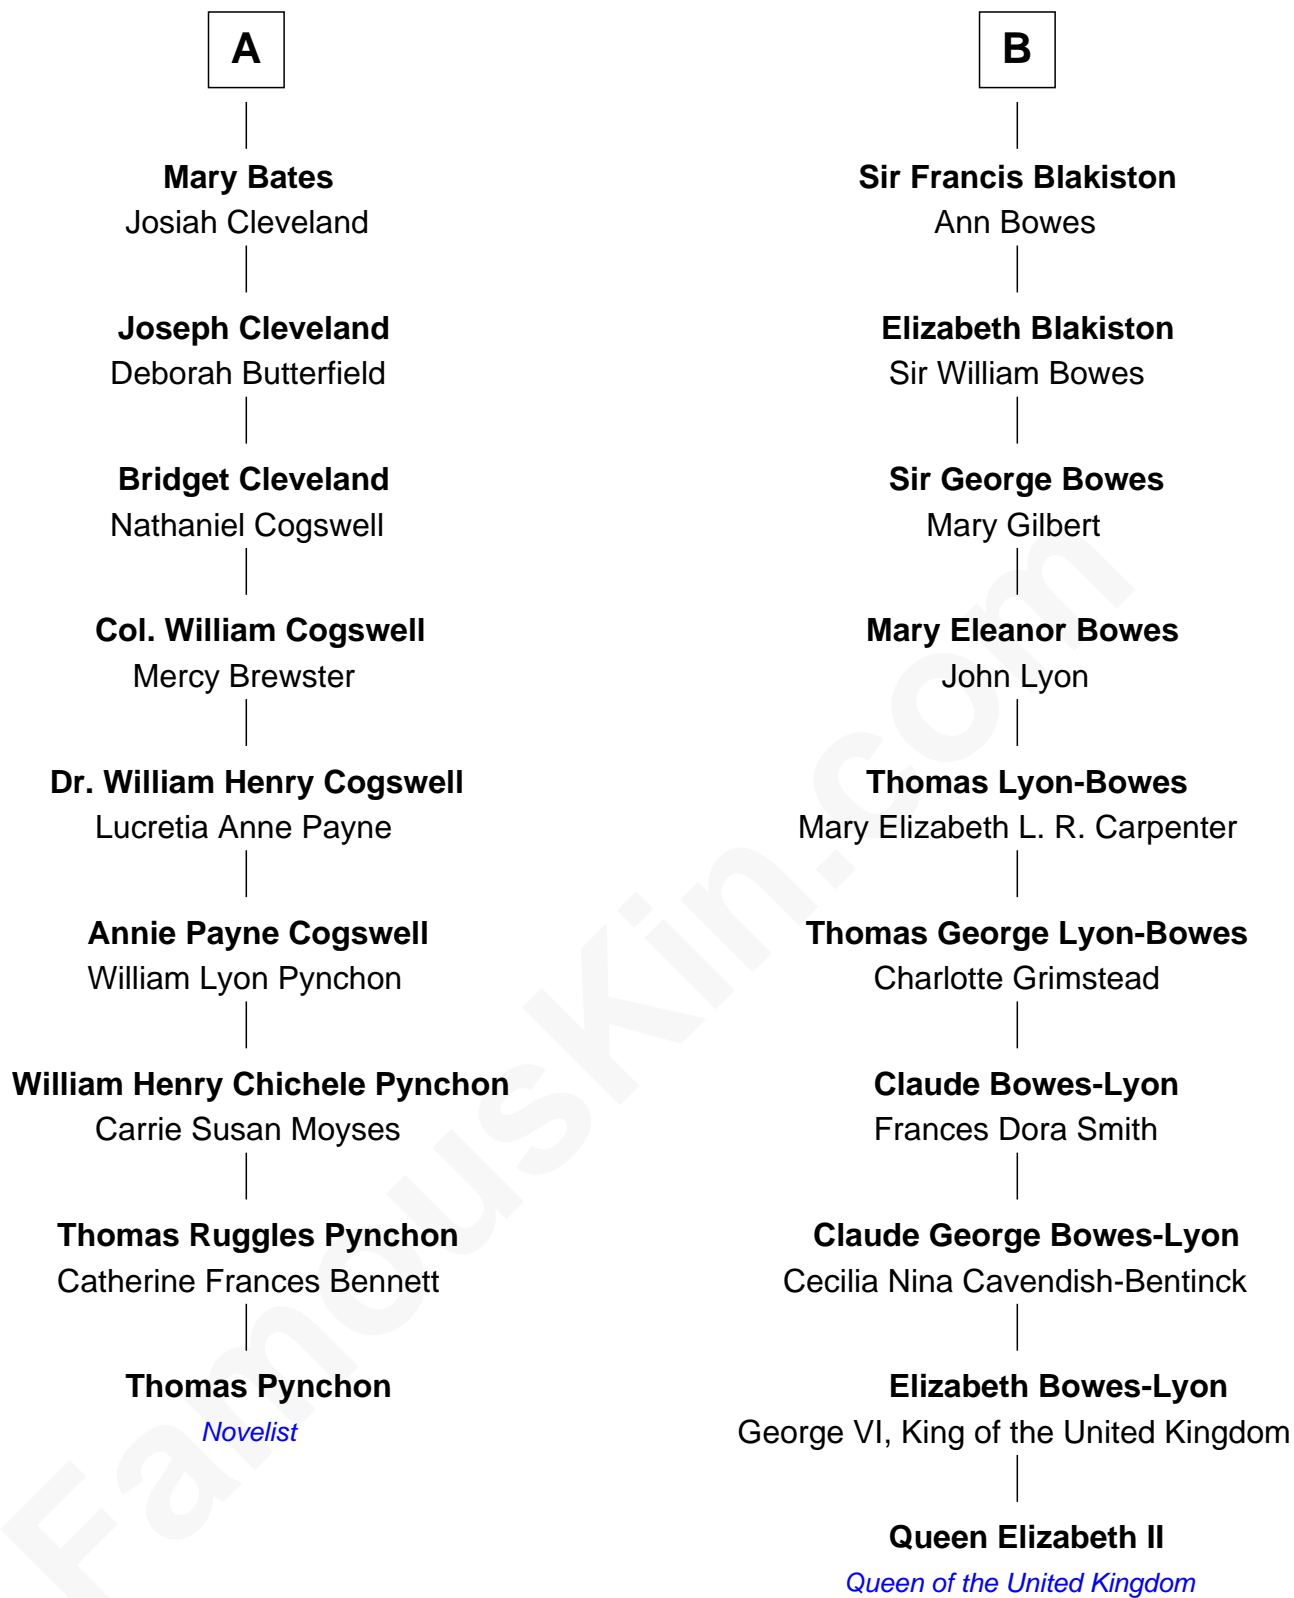 A
Mary Bates
Josiah Cleveland
Joseph Cleveland
Deborah Butterfield
Bridget Cleveland
Nathaniel Cogswell
Col. William Cogswell
Mercy Brewster
Dr. William Henry Cogswell
Lucretia Anne Payne
Annie Payne Cogswell
William Lyon Pynchon
William Henry Chichele Pynchon
Carrie Susan Moyses
Thomas Ruggles Pynchon
Catherine Frances Bennett
Thomas Pynchon
Novelist
B
Sir Francis Blakiston
Ann Bowes
Elizabeth Blakiston
Sir William Bowes
Sir George Bowes
Mary Gilbert
Mary Eleanor Bowes
John Lyon
Thomas Lyon-Bowes
Mary Elizabeth L. R. Carpenter
Thomas George Lyon-Bowes
Charlotte Grimstead
Claude Bowes-Lyon
Frances Dora Smith
Claude George Bowes-Lyon
Cecilia Nina Cavendish-Bentinck
Elizabeth Bowes-Lyon
George VI, King of the United Kingdom
Queen Elizabeth II
Queen of the United Kingdom
FamousKin.com